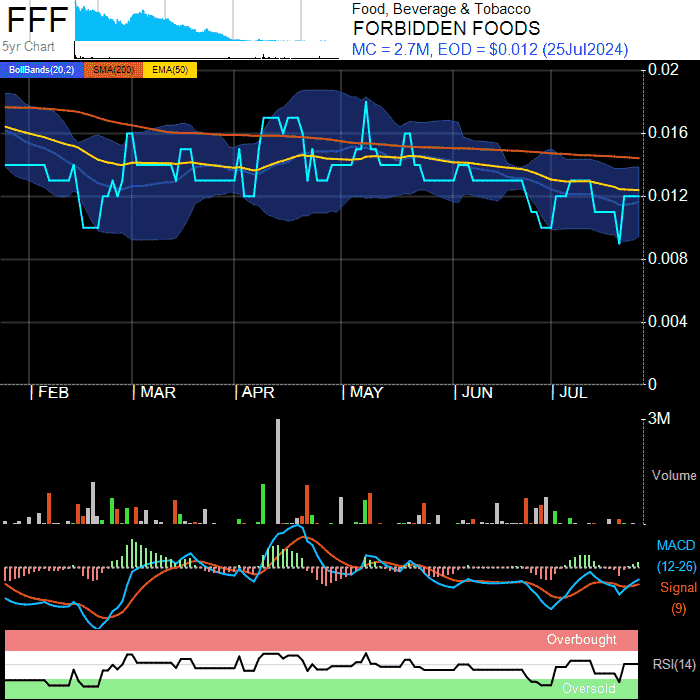 FFF
5yr Chart
Food, Beverage & Tobacco
FORBIDDEN FOODS
MC = 2.7M, EOD = $0.012 (25Jul2024)
BollBands(20,2) SMA(200) EMA(50)
0.02
0.016
0.012
0.008
0.004
0
FEB MAR APR MAY JUN JUL
3M
Volume
MACD
(12-26)
Signal
(9)
Overbought
RSI(14)
Oversold